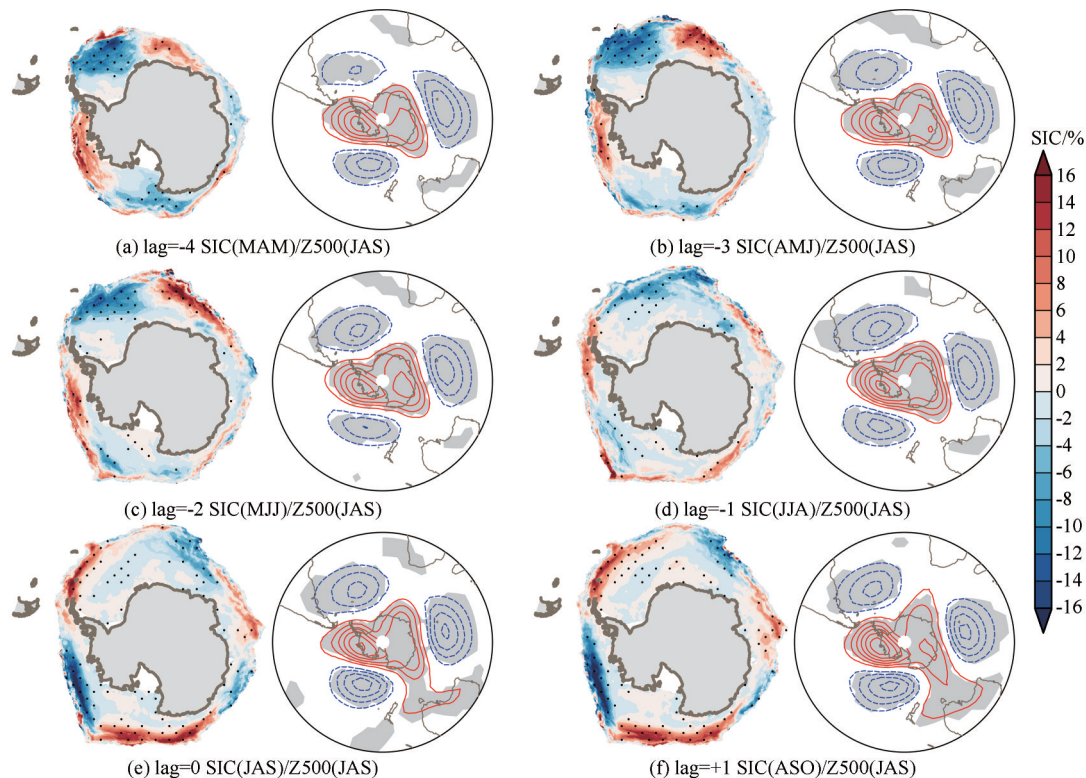 (a) lag=-4 SIC(MAM)/Z500(JAS)
(b) lag=-3 SIC(AMJ)/Z500(JAS)
(c) lag=-2 SIC(MJJ)/Z500(JAS)
(d) lag=-1 SIC(JJA)/Z500(JAS)
(e) lag=0 SIC(JAS)/Z500(JAS)
(f) lag=+1 SIC(ASO)/Z500(JAS)
SIC/%
16
14
12
10
8
6
4
2
0
-2
-4
-6
-8
-10
-12
-14
-16